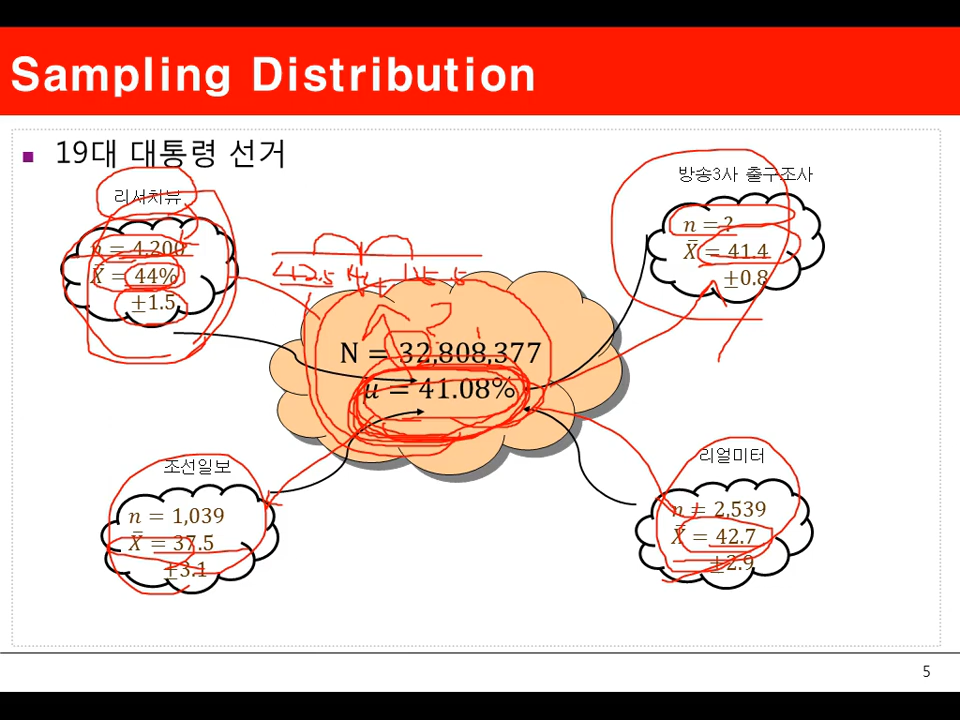 Sampling Distribution
19대 대통령 선거
리서치뷰
n = 4,200
X̄ = 44%
±1.5
방송3사 출구조사
n = ?
X̄ = 41.4
±0.8
N = 32,808,377
u = 41.08%
조선일보
n = 1,039
X̄ = 37.5
±3.1
리얼미터
n = 2,539
X̄ = 42.7
±2.9
5